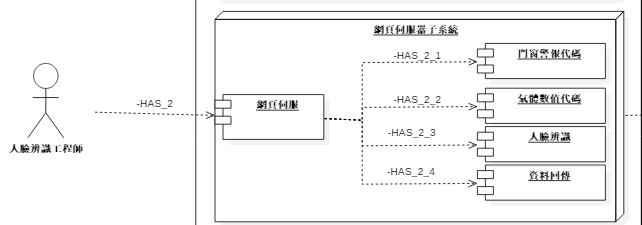 網頁伺服器子系統
-HAS_2_1
門窗警報代碼
-HAS_2
網頁伺服
-HAS_2_2
氣體數值代碼
-HAS_2_3
人臉辨識
人臉辨識工程師
-HAS_2_4
資料回傳